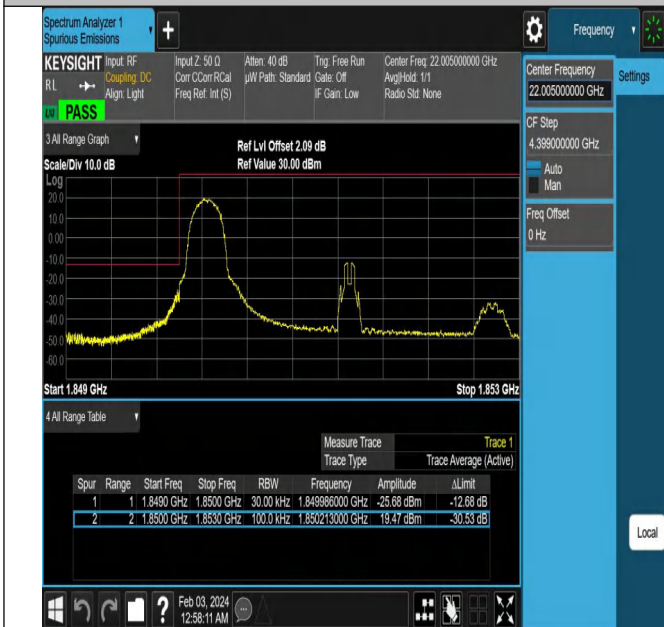 Spectrum Analyzer 1
Spurious Emissions
Frequency
KEYSIGHT
RL
Input: RF
Coupling: DC
Align: Light
Input Z: 50 Ω
Corr CCorr RCal
Freq Ref: Int (S)
Atten: 40 dB
µW Path: Standard
Trig: Free Run
Gate: Off
IF Gain: Low
Center Freq: 22.005000000 GHz
Avg|Hold: 1/1
Radio Std: None
PASS
3 All Range Graph
Scale/Div 10.0 dB
Ref Lvl Offset 2.09 dB
Ref Value 30.00 dBm
Log
20.0
10.0
0.00
-10.0
-20.0
-30.0
-40.0
-50.0
-60.0
Start 1.849 GHz
Stop 1.853 GHz
4 All Range Table
Measure Trace Trace 1
Trace Type Trace Average (Active)
Spur Range Start Freq Stop Freq RBW Frequency Amplitude ΔLimit
1 1 1.8490 GHz 1.8500 GHz 30.00 kHz 1.849986000 GHz -25.68 dBm -12.68 dB
2 2 1.8500 GHz 1.8530 GHz 100.0 kHz 1.850213000 GHz 19.47 dBm -30.53 dB
Center Frequency
22.005000000 GHz
Settings
CF Step
4.399000000 GHz
Auto
Man
Freq Offset
0 Hz
Local
Feb 03, 2024
12:58:11 AM